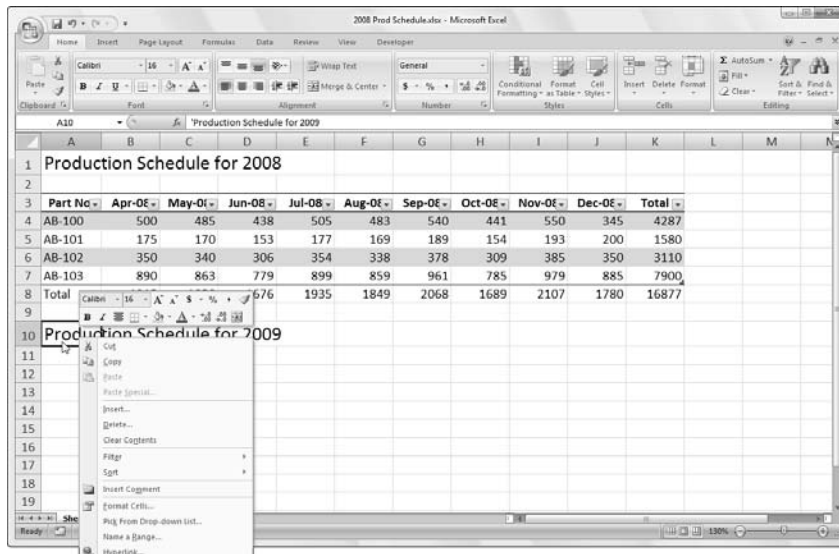 2008 Prod Schedule.xlsx - Microsoft Excel
Home Insert Page Layout Formulas Data Review View Developer
Calibri 16 A A Wrap Text General Σ AutoSum
Paste B I U A Merge & Center $ % , Conditional Formatting Format as Table Cell Styles Insert Delete Format Fill Clear Sort & Filter Find & Select
Clipboard Font Alignment Number Styles Cells Editing
A10 fx 'Production Schedule for 2009
A B C D E F G H I J K L M N
1 Production Schedule for 2008
2
3 Part No Apr-08 May-08 Jun-08 Jul-08 Aug-08 Sep-08 Oct-08 Nov-08 Dec-08 Total
4 AB-100 500 485 438 505 483 540 441 550 345 4287
5 AB-101 175 170 153 177 169 189 154 193 200 1580
6 AB-102 350 340 306 354 338 378 309 385 350 3110
7 AB-103 890 863 779 899 859 961 785 979 885 7900
8 Total 1676 1935 1849 2068 1689 2107 1780 16877
Calibri 16 A A $ % ,
9
B I A
10 Production Schedule for 2009
Cut
11
Copy
12
Paste
13
Paste Special...
14
Insert...
15
Delete...
Clear Contents
16
Filter
17
Sort
18
Insert Comment
19
Format Cells...
She
Pick From Drop-down List...
Ready 130%
Name a Range...
Hyperlink...